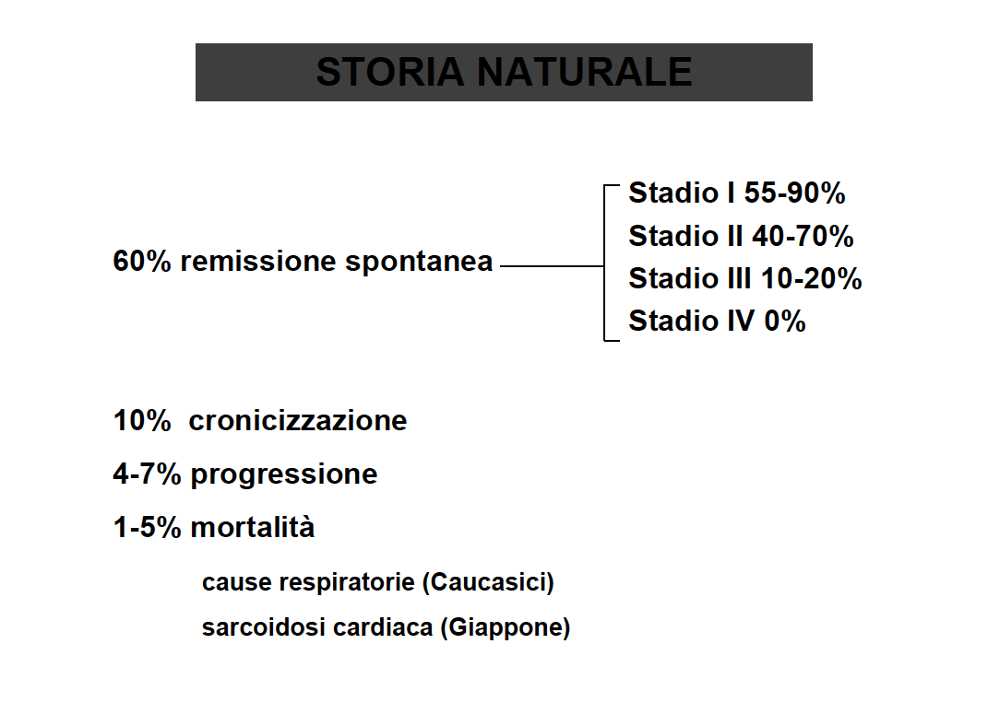 STORIA NATURALE
60% remissione spontanea
Stadio I 55-90%
Stadio II 40-70%
Stadio III 10-20%
Stadio IV 0%
10% cronicizzazione
4-7% progressione
1-5% mortalità
cause respiratorie (Caucasici)
sarcoidosi cardiaca (Giappone)